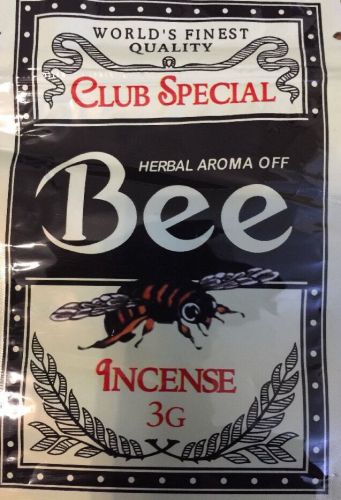 WORLD'S FINEST
QUALITY
CLUB SPECIAL
HERBAL AROMA OFF
Bee
INCENSE
3G